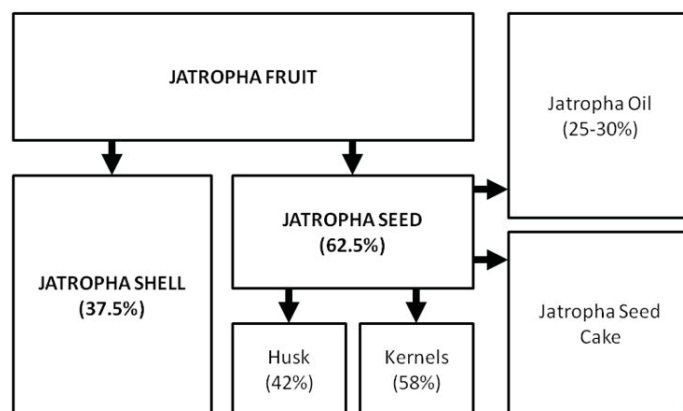 JATROPHA FRUIT
Jatropha Oil
(25-30%)
JATROPHA SHELL
(37.5%)
JATROPHA SEED
(62.5%)
Jatropha Seed
Cake
Husk
(42%)
Kernels
(58%)